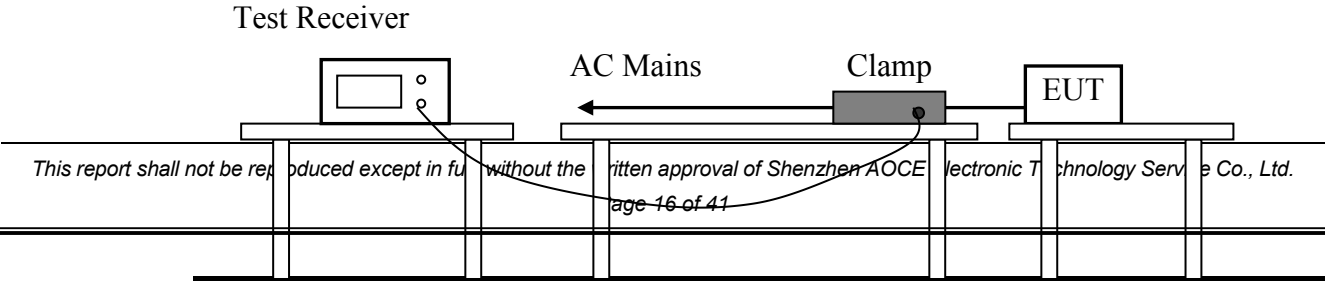 Test Receiver
AC Mains
Clamp
EUT
This report shall not be reproduced except in full without the written approval of Shenzhen AOCE Electronic Technology Service Co., Ltd.
Page 16 of 41